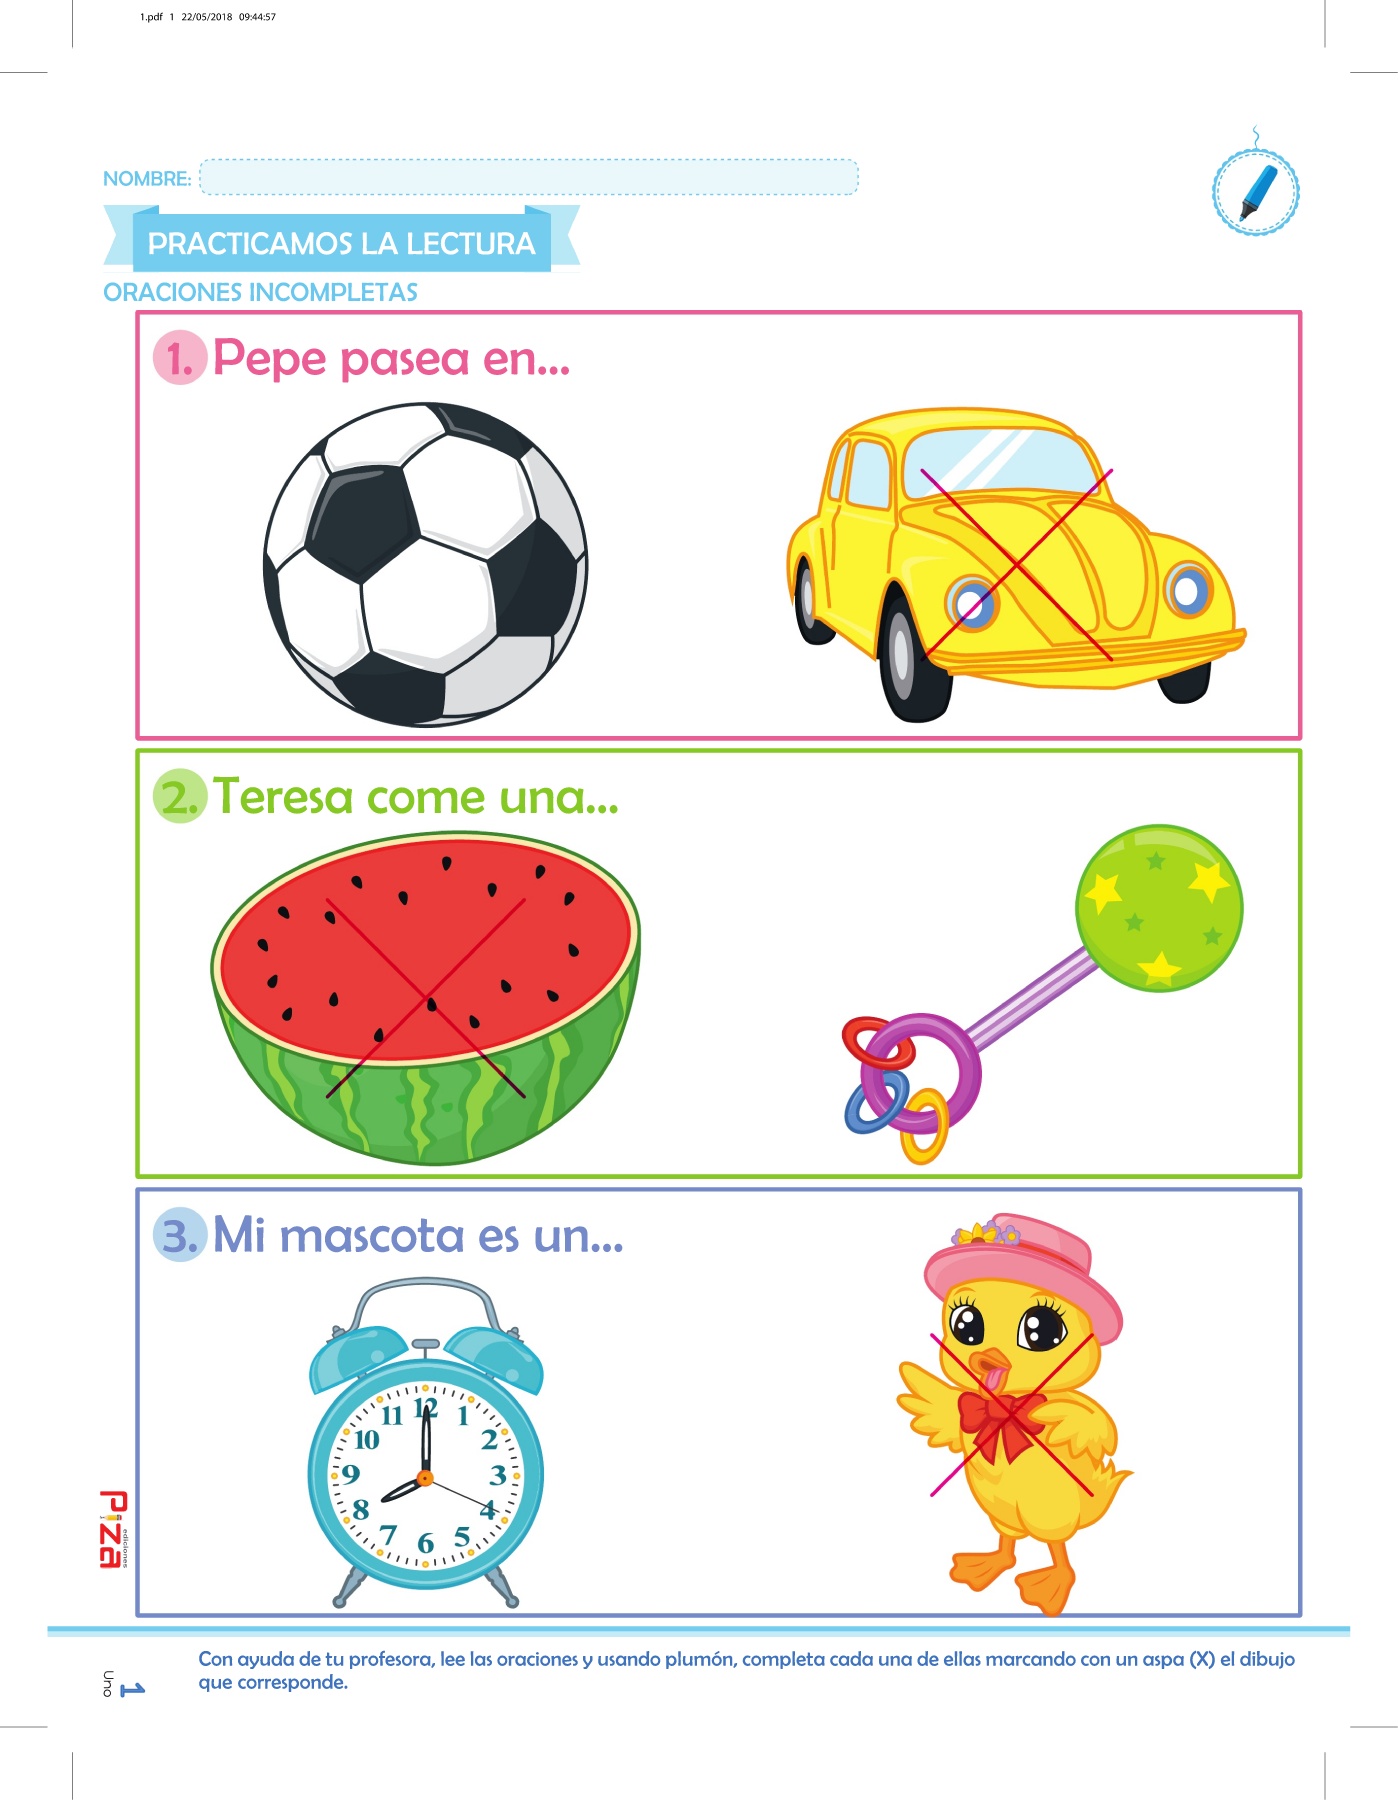 1.pdf 1 22/05/2018 09:44:57
NOMBRE:
PRACTICAMOS LA LECTURA
ORACIONES INCOMPLETAS
1. Pepe pasea en...
2. Teresa come una...
3. Mi mascota es un...
12
1
2
3
4
5
6
7
8
9
10
11
Piza
ediciones
Con ayuda de tu profesora, lee las oraciones y usando plumón, completa cada una de ellas marcando con un aspa (X) el dibujo
que corresponde.
1
Uno